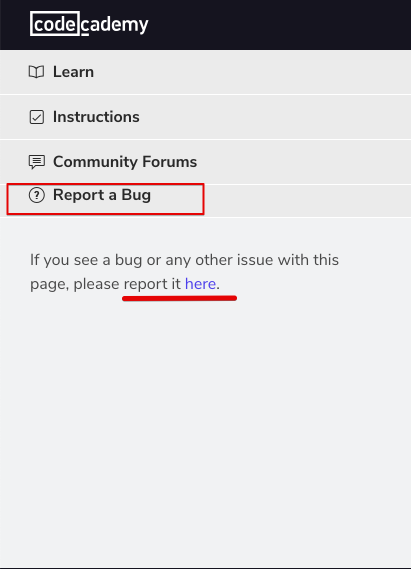 codecademy
Learn
Instructions
Community Forums
Report a Bug
If you see a bug or any other issue with this
page, please report it here.